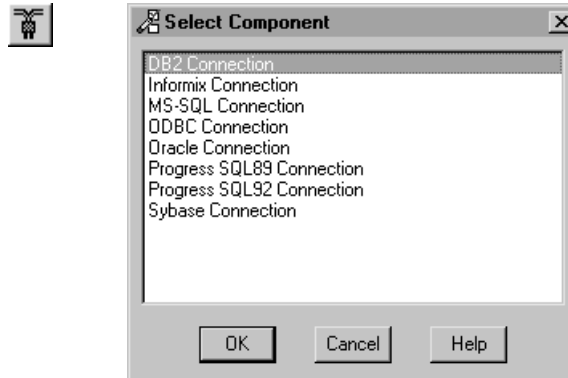 Select Component
DB2 Connection
Informix Connection
MS-SQL Connection
ODBC Connection
Oracle Connection
Progress SQL89 Connection
Progress SQL92 Connection
Sybase Connection
OK
Cancel
Help